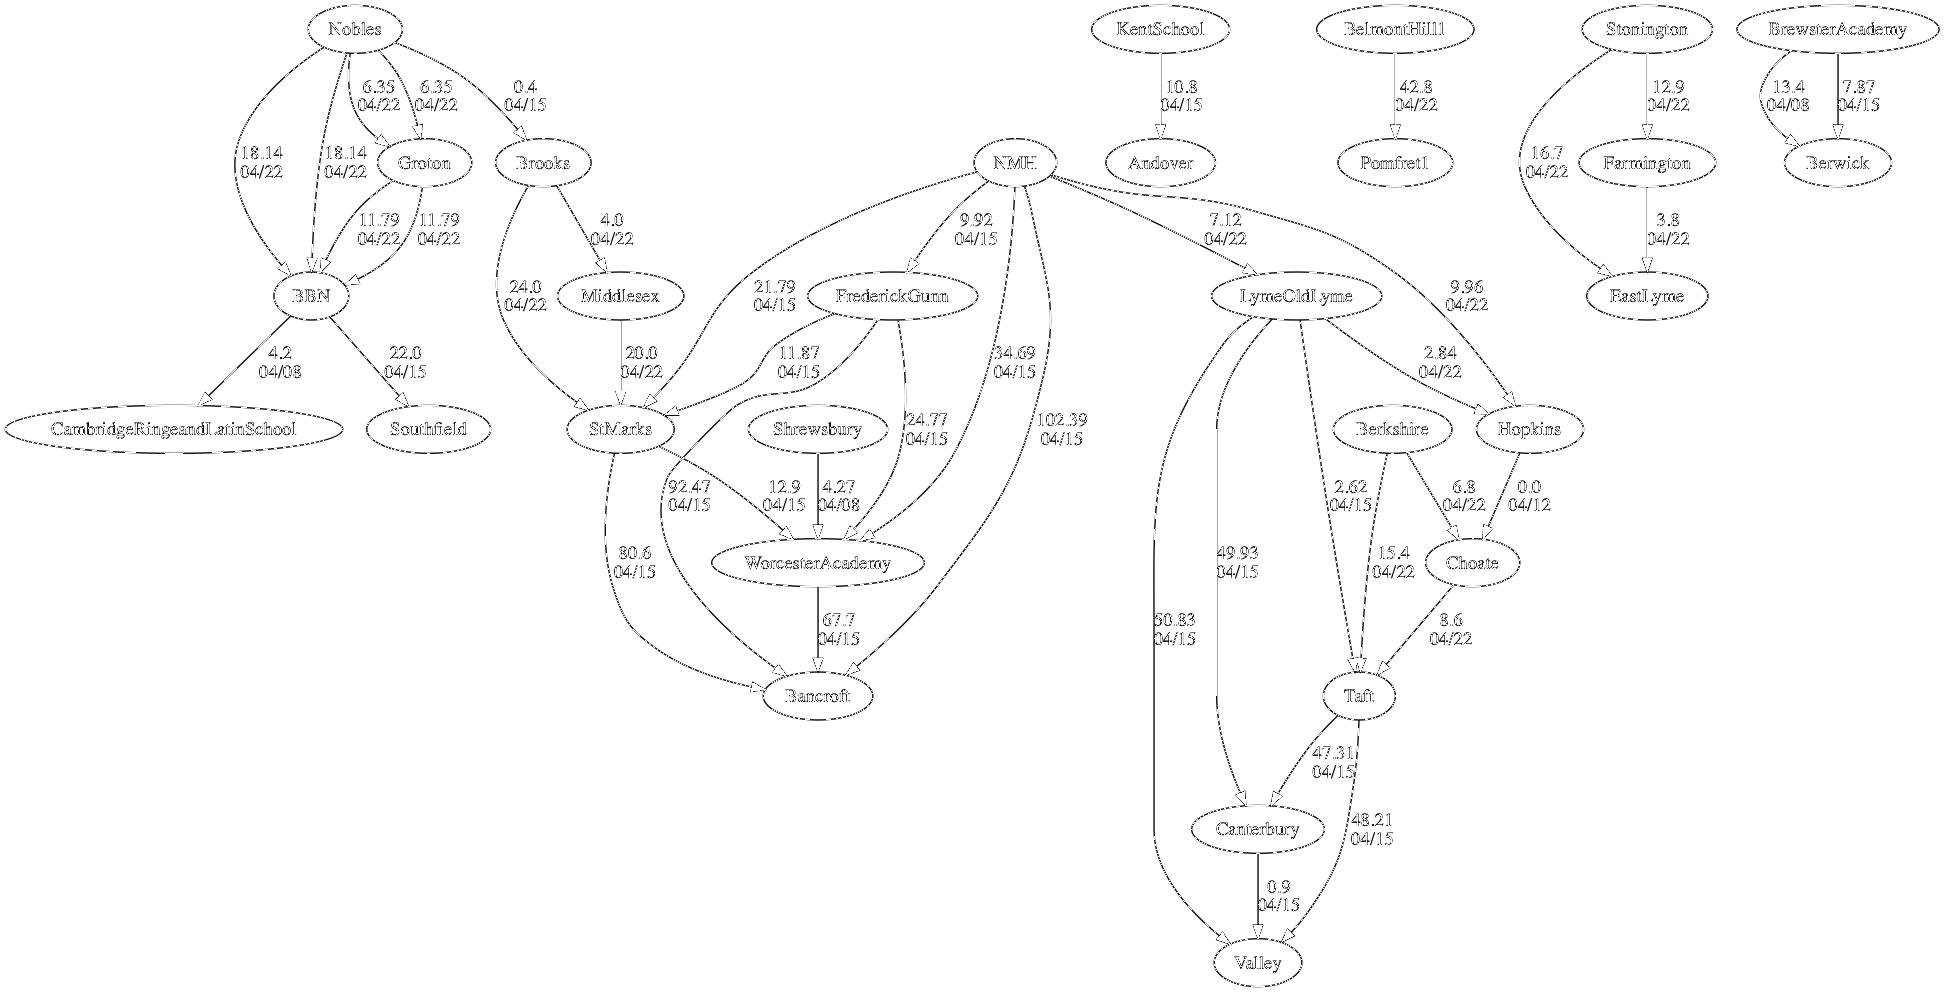 Nobles
KentSchool
BelmontHill1
Stonington
BrewsterAcademy
6.35
04/22
6.35
04/22
0.4
04/15
10.8
04/15
42.8
04/22
12.9
04/22
13.4
04/08
7.87
04/15
18.14
04/22
18.14
04/22
Groton
Brooks
NMH
Andover
Pomfret1
16.7
04/22
Farmington
Berwick
11.79
04/22
11.79
04/22
4.0
04/22
9.92
04/15
7.12
04/22
3.8
04/22
BBN
24.0
04/22
Middlesex
21.79
04/15
FrederickGunn
LymeOldLyme
9.96
04/22
EastLyme
4.2
04/08
22.0
04/15
20.0
04/22
11.87
04/15
34.69
04/15
2.84
04/22
CambridgeRingeandLatinSchool
Southfield
StMarks
Shrewsbury
24.77
04/15
102.39
04/15
Berkshire
Hopkins
92.47
04/15
12.9
04/15
4.27
04/08
2.62
04/15
6.8
04/22
0.0
04/12
80.6
04/15
WorcesterAcademy
49.93
04/15
15.4
04/22
Choate
67.7
04/15
50.83
04/15
8.6
04/22
Bancroft
Taft
47.31
04/15
Canterbury
48.21
04/15
0.9
04/15
Valley